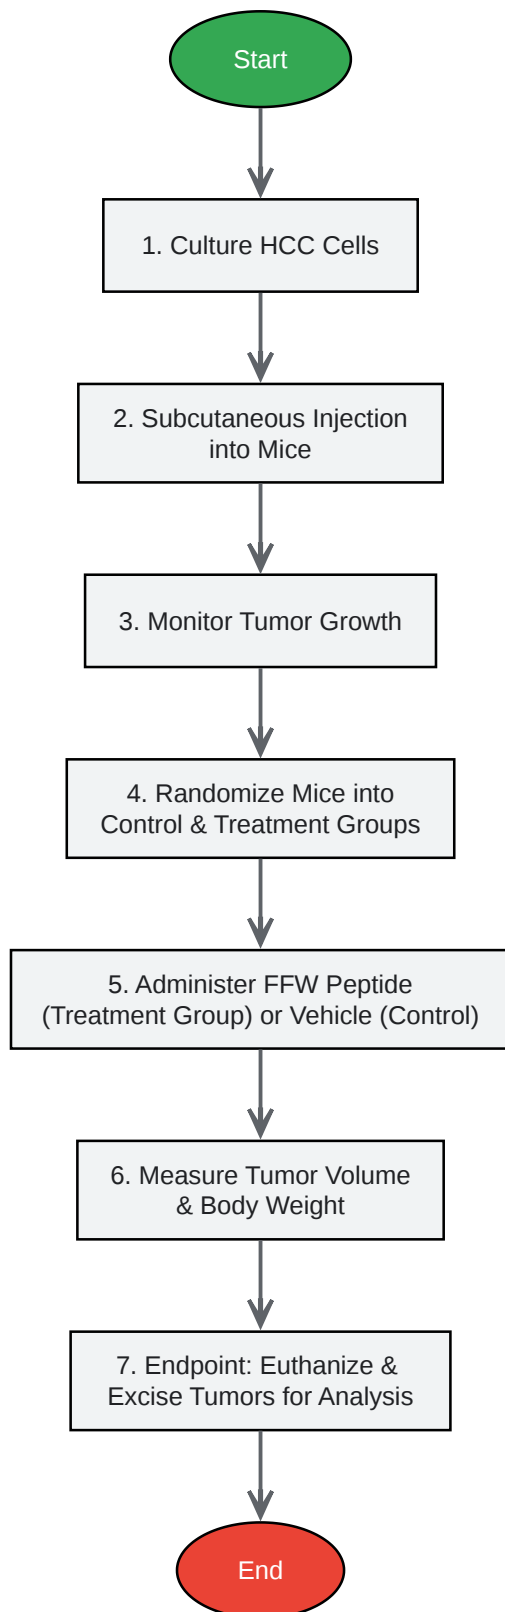 Start
1. Culture HCC Cells
2. Subcutaneous Injection
into Mice
3. Monitor Tumor Growth
4. Randomize Mice into
Control & Treatment Groups
5. Administer FFW Peptide
(Treatment Group) or Vehicle (Control)
6. Measure Tumor Volume
& Body Weight
7. Endpoint: Euthanize &
Excise Tumors for Analysis
End